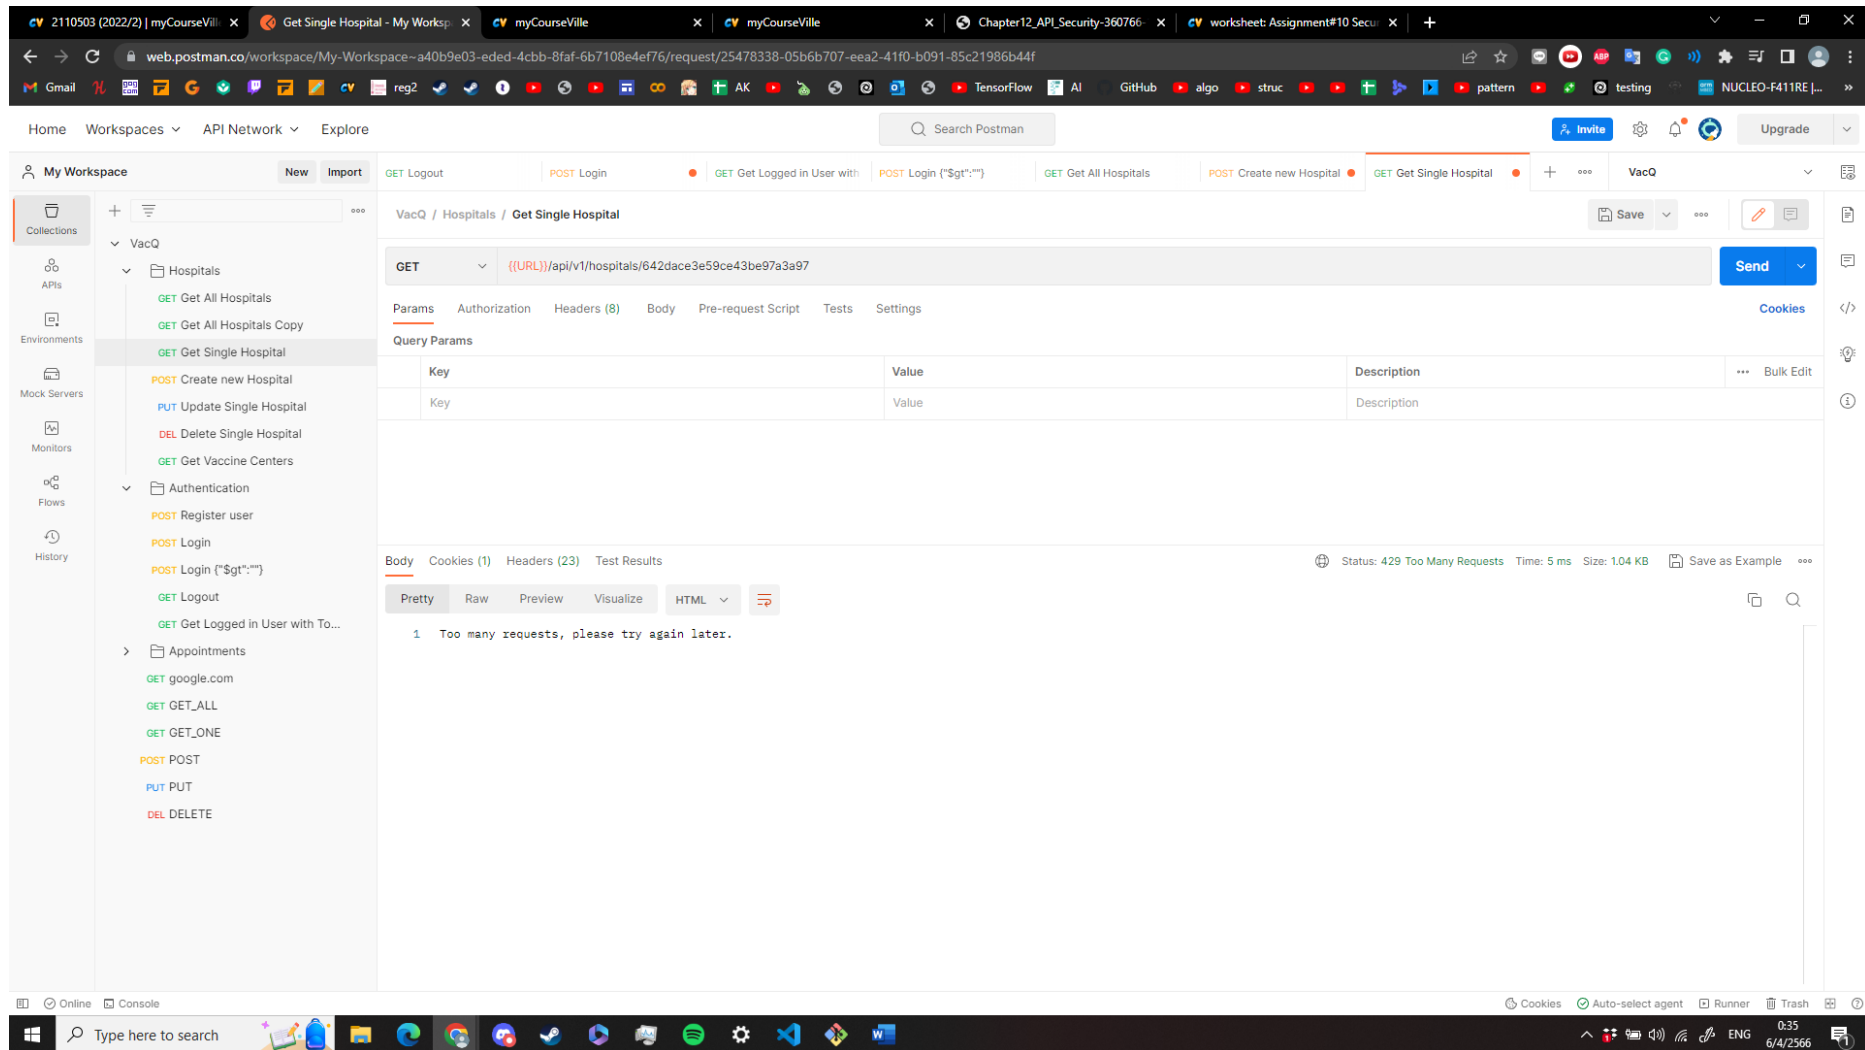 2110503 (2022/2) | myCourseVill
Get Single Hospital - My Worksp
myCourseVille
myCourseVille
Chapter12_API_Security-360766-
worksheet: Assignment#10 Secur
web.postman.co/workspace/My-Workspace~a40b9e03-eded-4cbb-8faf-6b7108e4ef76/request/25478338-05b6b707-eea2-41f0-b091-85c21986b44f
Gmail reg2 AK TensorFlow AI GitHub algo struc pattern testing NUCLEO-F411RE |... »
Home Workspaces API Network Explore Search Postman Invite Upgrade
My Workspace New Import
GET Logout POST Login GET Get Logged in User with POST Login {"$gt":""} GET Get All Hospitals POST Create new Hospital GET Get Single Hospital VacQ
VacQ / Hospitals / Get Single Hospital Save
Collections
APIs
Environments
Mock Servers
Monitors
Flows
History
VacQ
Hospitals
GET Get All Hospitals
GET Get All Hospitals Copy
GET Get Single Hospital
POST Create new Hospital
PUT Update Single Hospital
DEL Delete Single Hospital
GET Get Vaccine Centers
Authentication
POST Register user
POST Login
POST Login {"$gt":""}
GET Logout
GET Get Logged in User with To...
Appointments
GET google.com
GET GET_ALL
GET GET_ONE
POST POST
PUT PUT
DEL DELETE
GET {{URL}}/api/v1/hospitals/642dace3e59ce43be97a3a97 Send
Params Authorization Headers (8) Body Pre-request Script Tests Settings Cookies
Query Params
Key Value Description Bulk Edit
Key Value Description
Body Cookies (1) Headers (23) Test Results Status: 429 Too Many Requests Time: 5 ms Size: 1.04 KB Save as Example
Pretty Raw Preview Visualize HTML
1 Too many requests, please try again later.
Online Console Cookies Auto-select agent Runner Trash
Type here to search ENG 0:35
6/4/2566